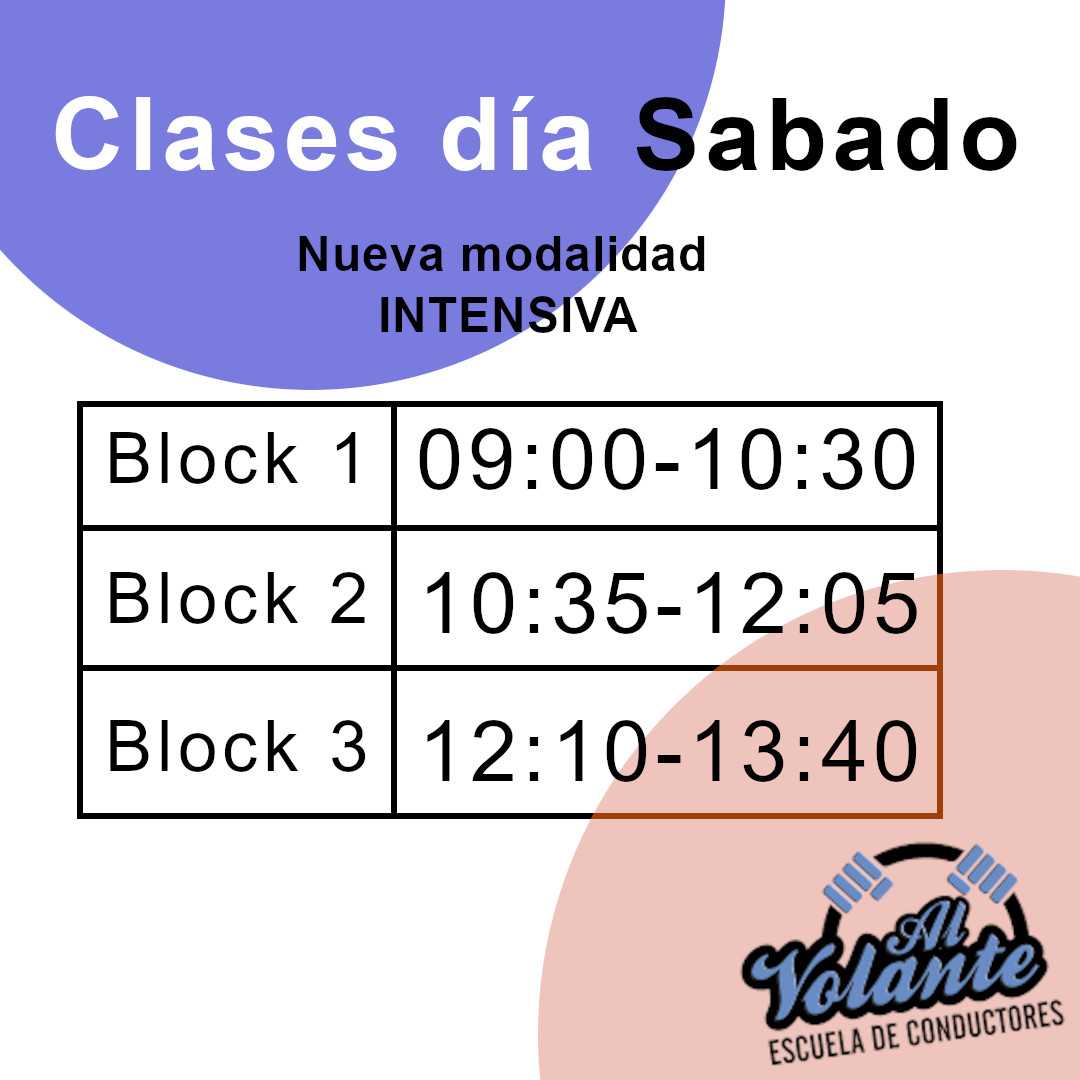 Clases día Sabado
Nueva modalidad
INTENSIVA
Block 1 09:00-10:30
Block 2 10:35-12:05
Block 3 12:10-13:40
Al
Volante
ESCUELA DE CONDUCTORES